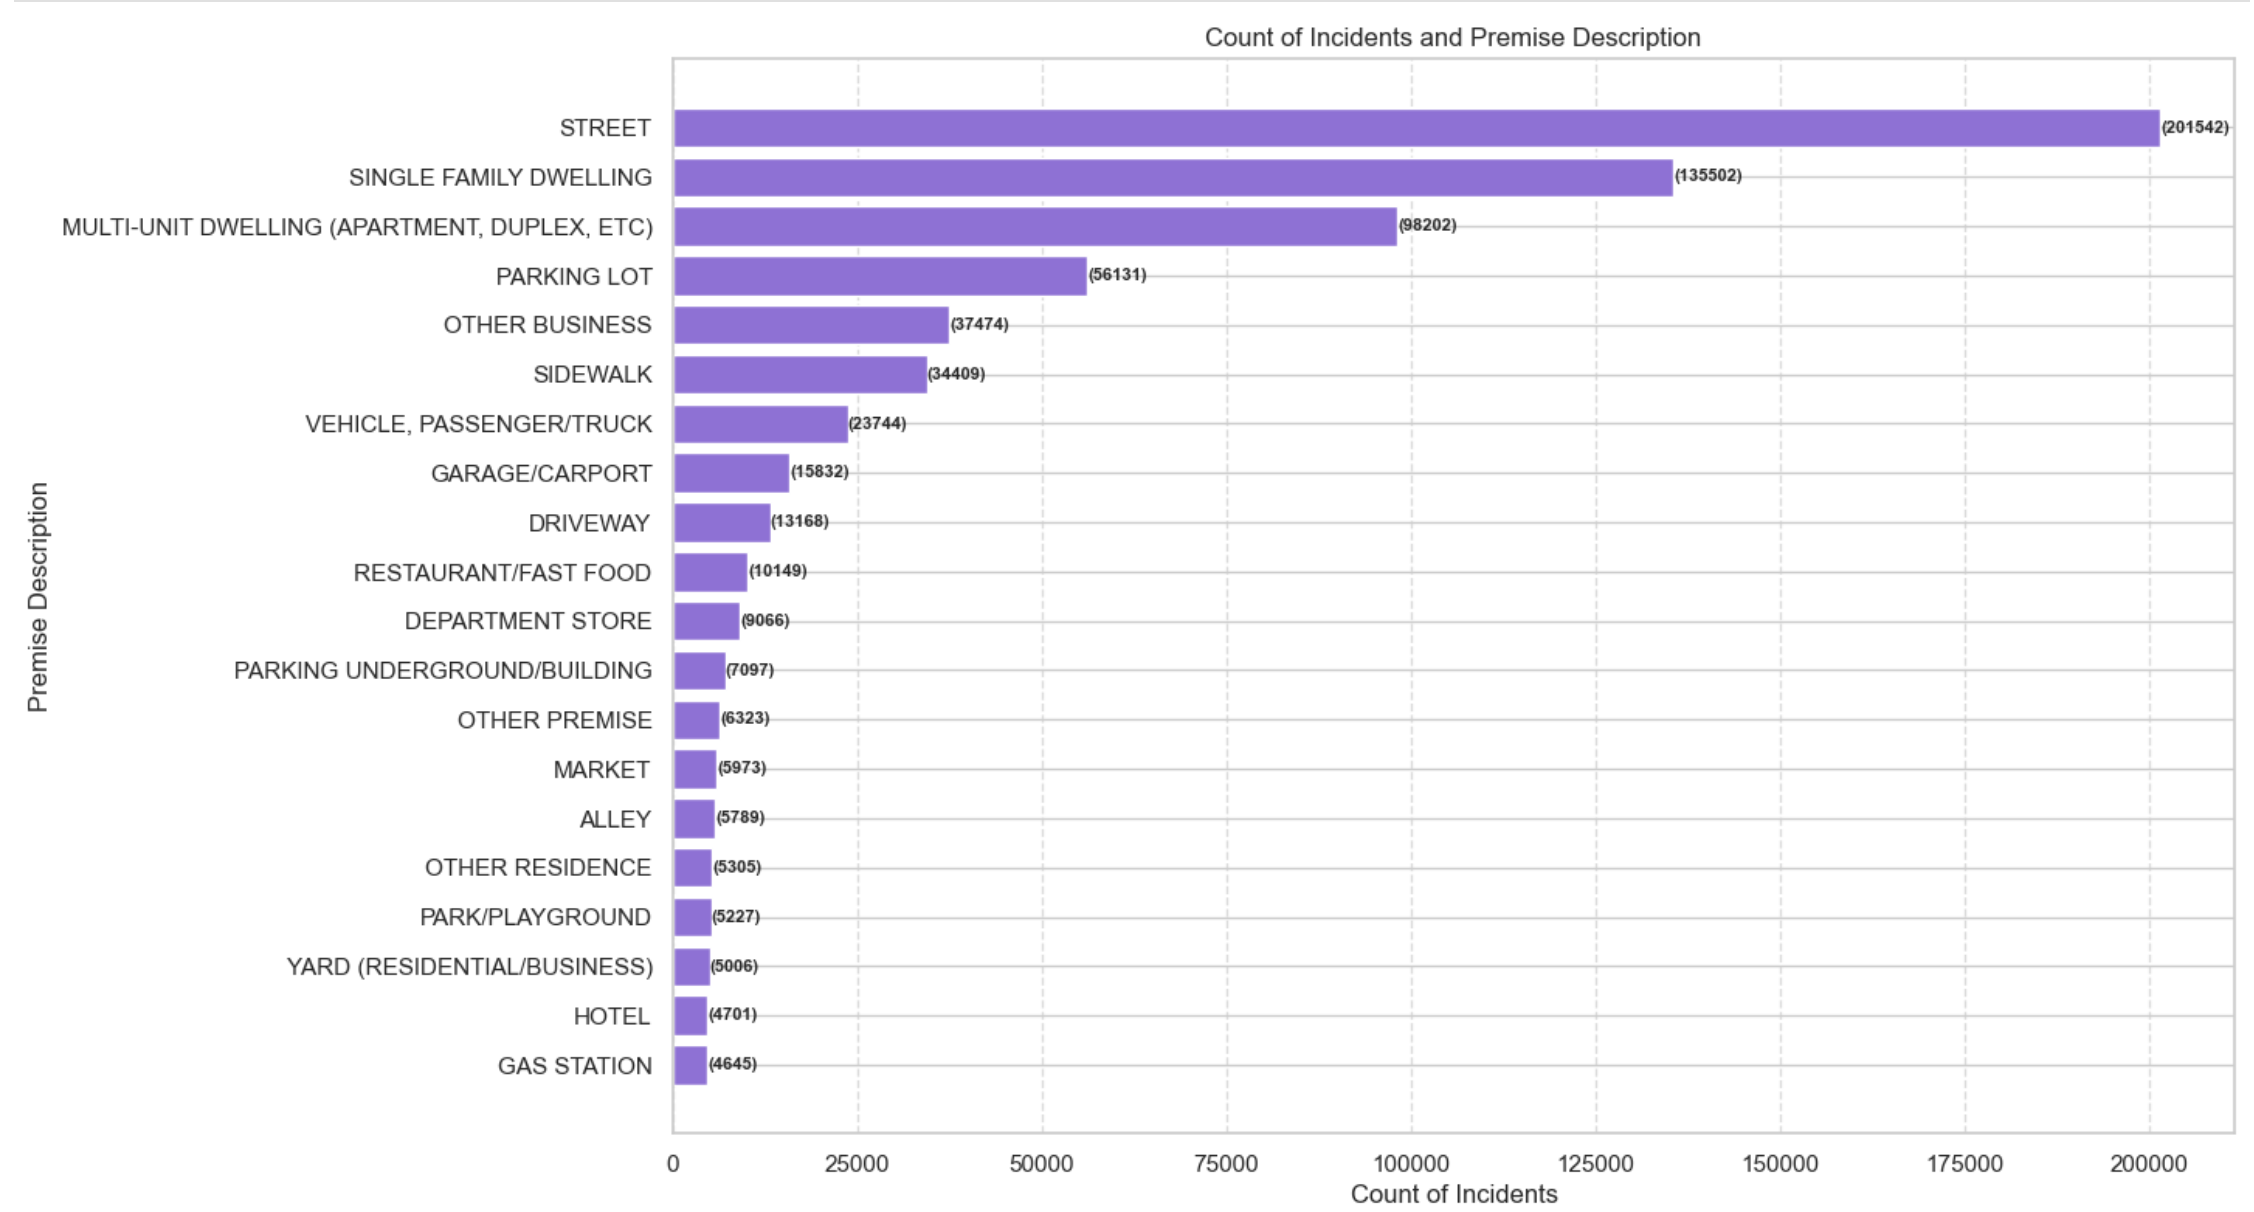 Count of Incidents and Premise Description
Premise Description
STREET (201542)
SINGLE FAMILY DWELLING (135502)
MULTI-UNIT DWELLING (APARTMENT, DUPLEX, ETC) (98202)
PARKING LOT (56131)
OTHER BUSINESS (37474)
SIDEWALK (34409)
VEHICLE, PASSENGER/TRUCK (23744)
GARAGE/CARPORT (15832)
DRIVEWAY (13168)
RESTAURANT/FAST FOOD (10149)
DEPARTMENT STORE (9066)
PARKING UNDERGROUND/BUILDING (7097)
OTHER PREMISE (6323)
MARKET (5973)
ALLEY (5789)
OTHER RESIDENCE (5305)
PARK/PLAYGROUND (5227)
YARD (RESIDENTIAL/BUSINESS) (5006)
HOTEL (4701)
GAS STATION (4645)
0 25000 50000 75000 100000 125000 150000 175000 200000
Count of Incidents